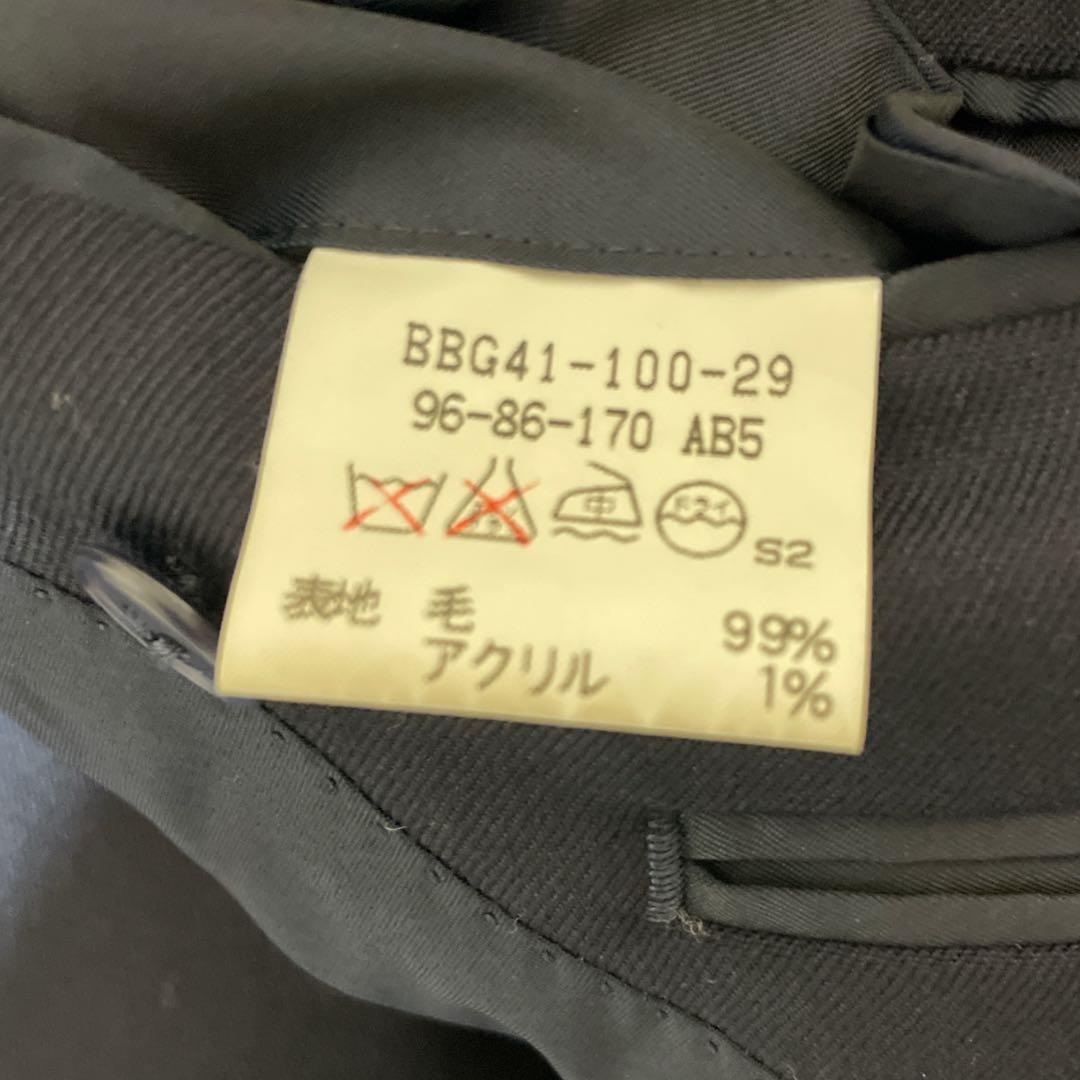 BBG41-100-29
96-86-170 AB5
中 ドライ S2
表地 毛 99%
アクリル 1%